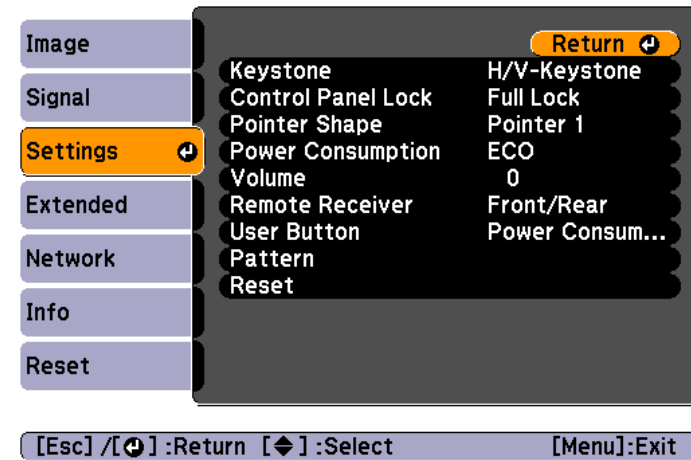 Image
Signal
Settings
Extended
Network
Info
Reset
Return
Keystone H/V-Keystone
Control Panel Lock Full Lock
Pointer Shape Pointer 1
Power Consumption ECO
Volume 0
Remote Receiver Front/Rear
User Button Power Consum...
Pattern
Reset
[Esc] /[ ] :Return [ ] :Select [Menu]:Exit